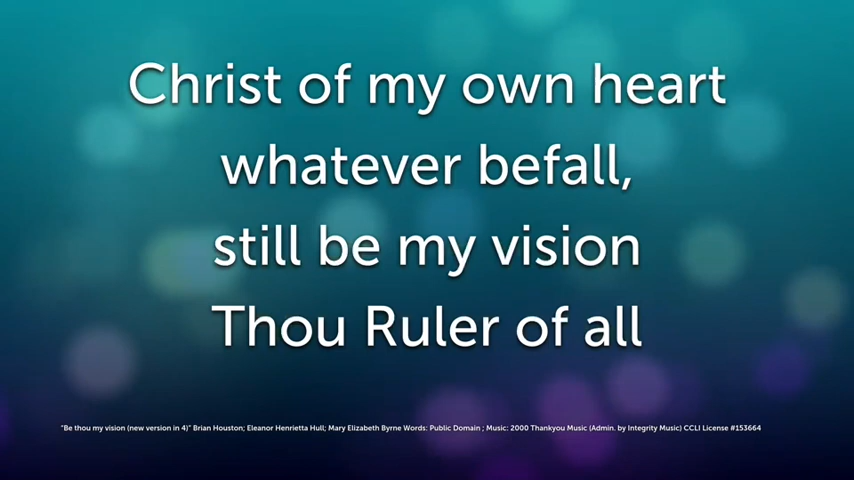 Christ of my own heart
whatever befall,
still be my vision
Thou Ruler of all
"Be thou my vision (new version in 4)" Brian Houston; Eleanor Henrietta Hull; Mary Elizabeth Byrne Words: Public Domain ; Music: 2000 Thankyou Music (Admin. by Integrity Music) CCLI License #153664